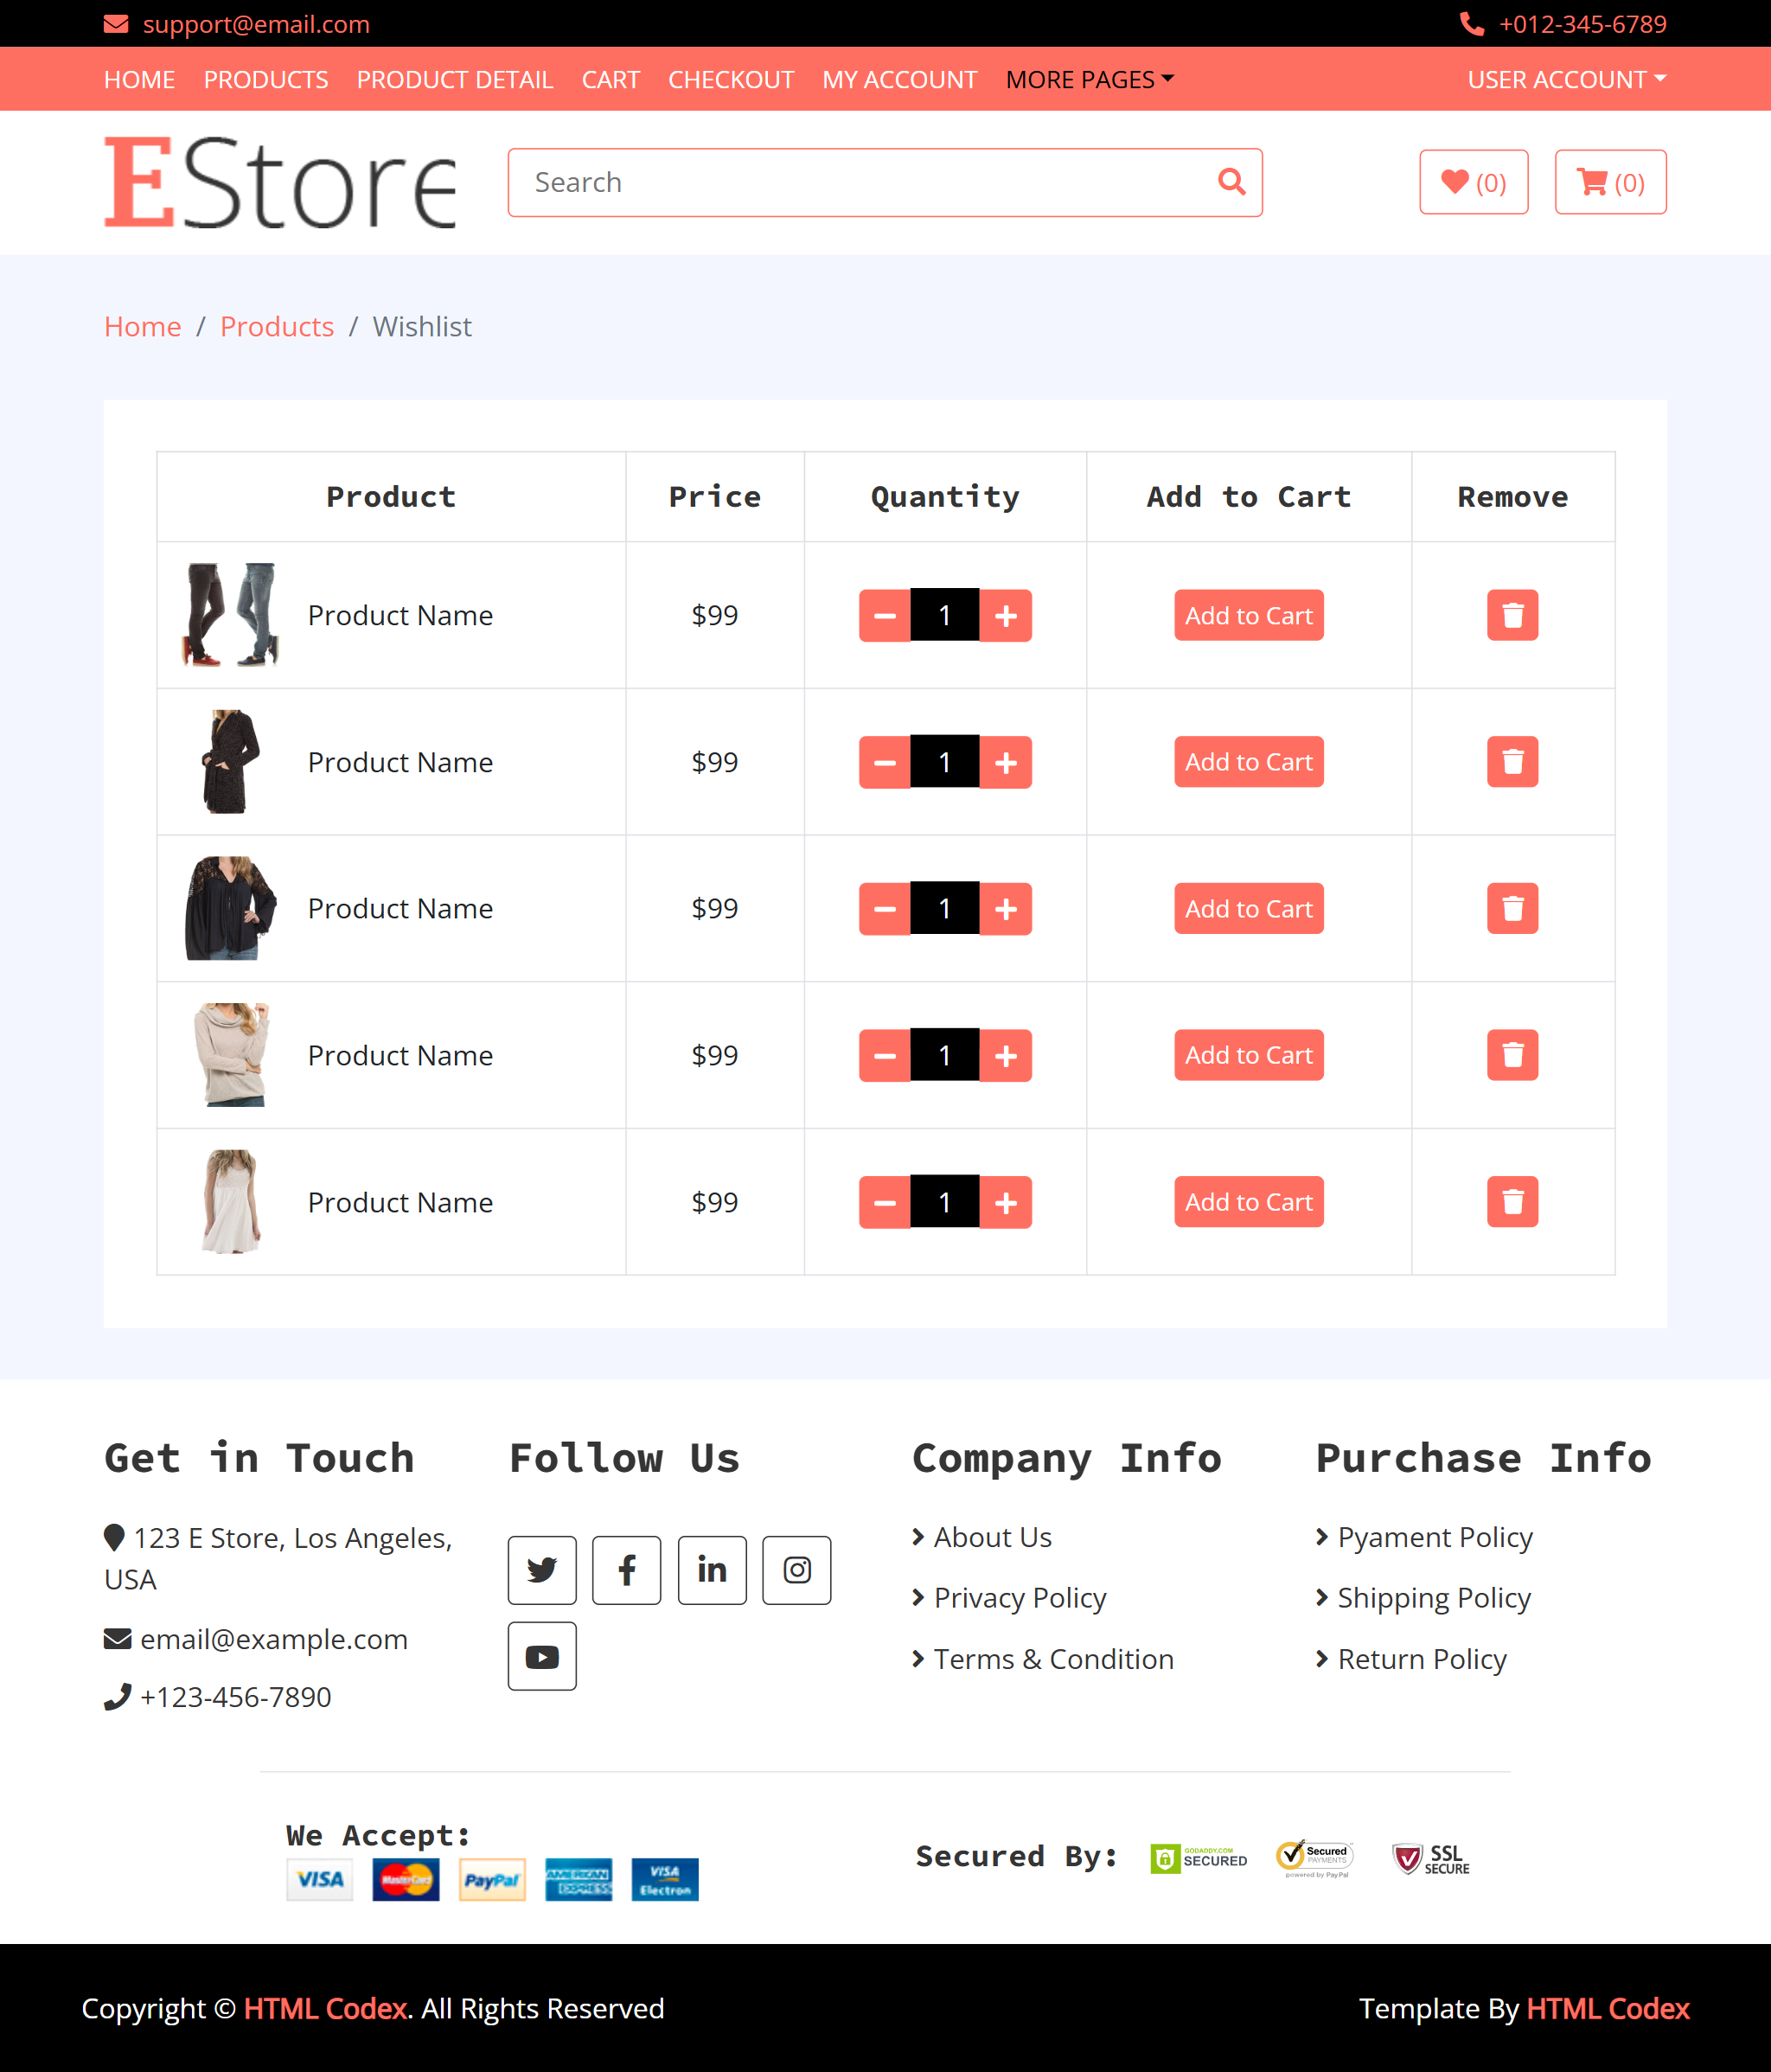 support@email.com
+012-345-6789
HOME PRODUCTS PRODUCT DETAIL CART CHECKOUT MY ACCOUNT MORE PAGES USER ACCOUNT
EStore
Search
(0)
(0)
Home / Products / Wishlist
Product Price Quantity Add to Cart Remove
Product Name $99 1 Add to Cart
Product Name $99 1 Add to Cart
Product Name $99 1 Add to Cart
Product Name $99 1 Add to Cart
Product Name $99 1 Add to Cart
Get in Touch
123 E Store, Los Angeles,
USA
email@example.com
+123-456-7890
Follow Us
Company Info
About Us
Privacy Policy
Terms & Condition
Purchase Info
Pyament Policy
Shipping Policy
Return Policy
We Accept:
VISA
MasterCard
PayPal
AMERICAN
EXPRESS
VISA
Electron
Secured By:
GODADDY.COM
SECURED
Secured
PAYMENTS
powered by PayPal
SSL
SECURE
Copyright © HTML Codex. All Rights Reserved
Template By HTML Codex